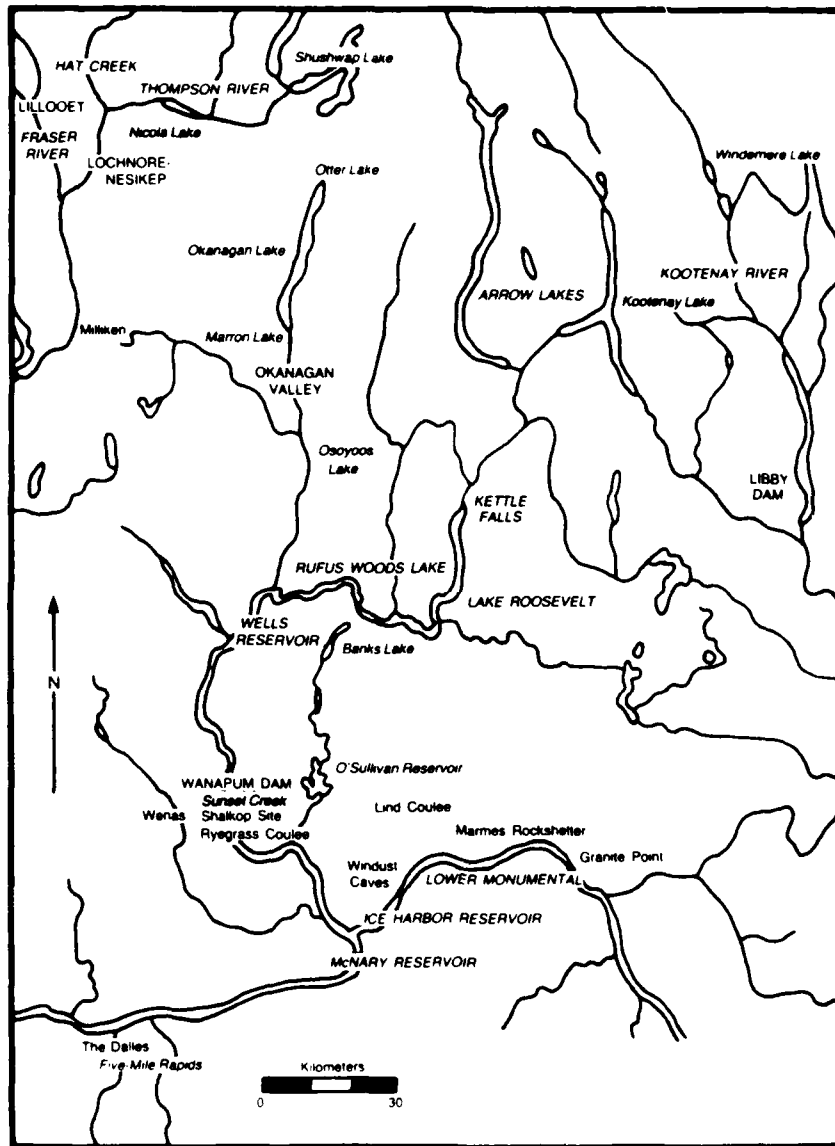 Shushwap Lake
HAT CREEK
THOMPSON RIVER
LILLOOET
Nicola Lake
FRASER
RIVER
LOCHNORE-
NESIKEP
Windemere Lake
Otter Lake
Okanagan Lake
KOOTENAY RIVER
ARROW LAKES
Kootenay Lake
Milliken
Marron Lake
OKANAGAN
VALLEY
Osoyoos
Lake
LIBBY
DAM
KETTLE
FALLS
RUFUS WOODS LAKE
LAKE ROOSEVELT
WELLS
RESERVOIR
Banks Lake
N
O'Sullivan Reservoir
WANAPUM DAM
Sunset Creek
Lind Coulee
Wenas
Shalkop Site
Ryegrass Coulee
Marmes Rockshelter
Granite Point
Windust
Caves
LOWER MONUMENTAL
ICE HARBOR RESERVOIR
McNARY RESERVOIR
The Dalles
Five-Mile Rapids
Kilometers
0 30